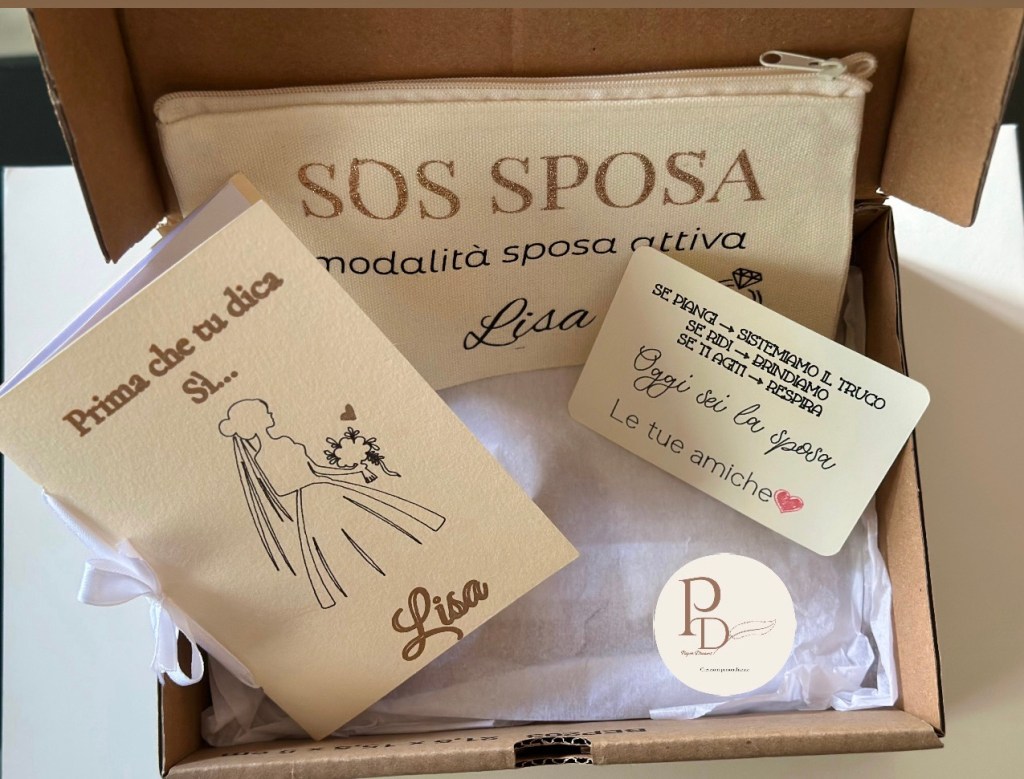 SOS SPOSA
modalità sposa attiva
Lisa
Prima che tu dica
sì...
Lisa
SE PIANGI → SISTEMIAMO IL TRUCO
SE RIDI → BRINDIAMO
SE TI AGITI → RESPIRA
Oggi sei la sposa
Le tue amiche
PD